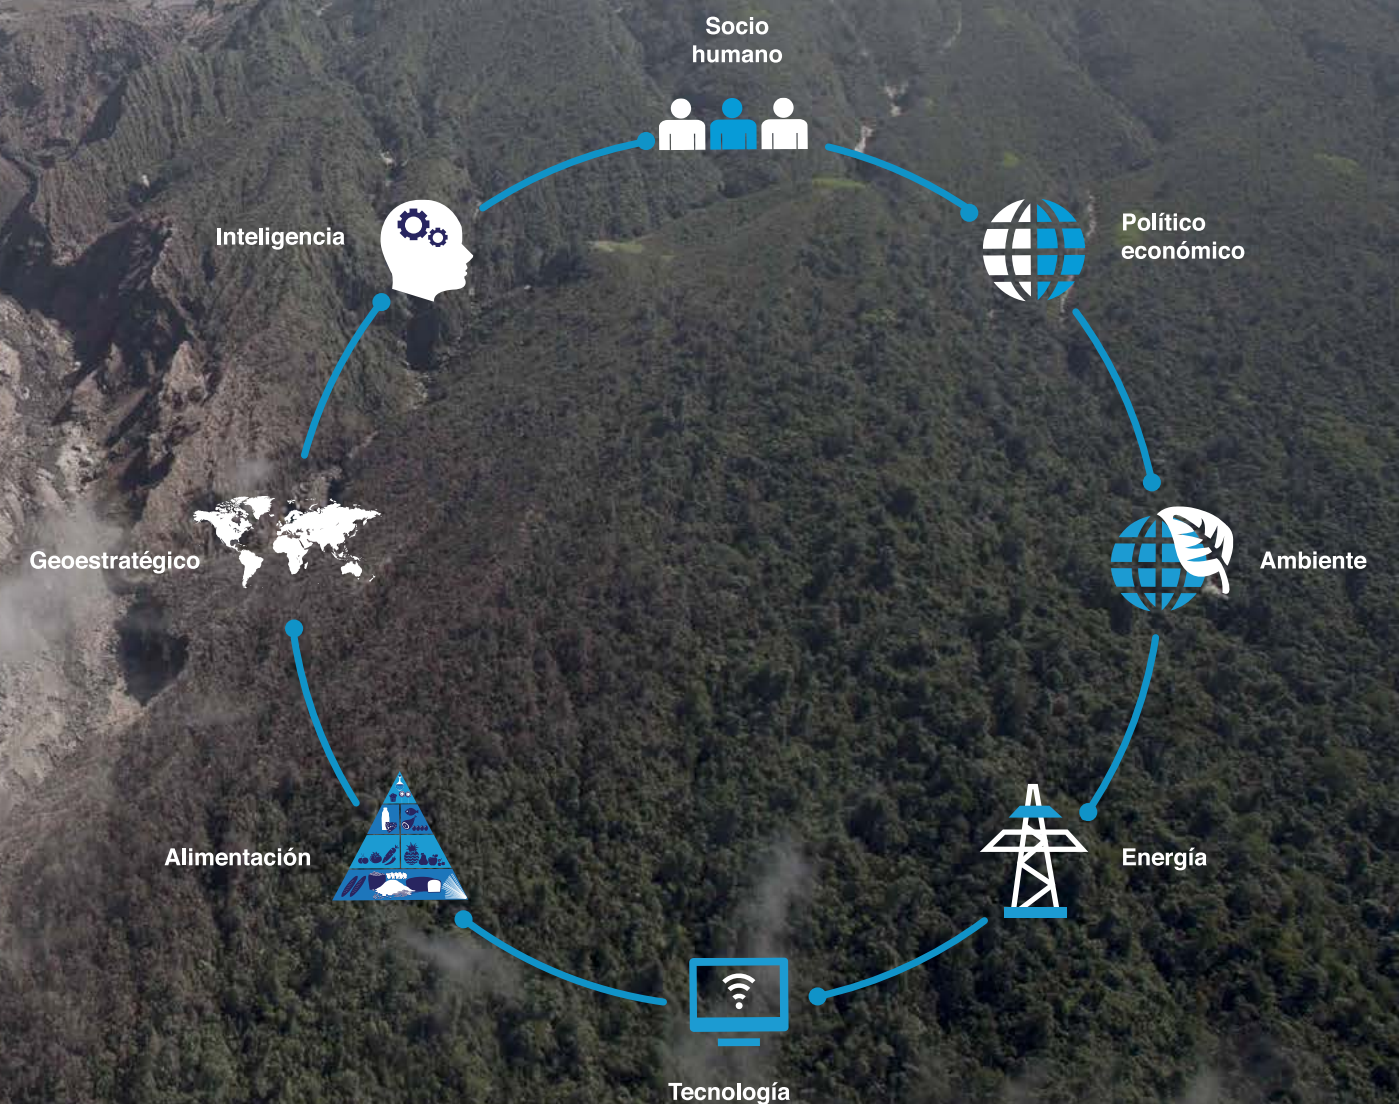 Socio
humano
Inteligencia
Político
económico
Geoestratégico
Ambiente
Alimentación
Energía
Tecnología